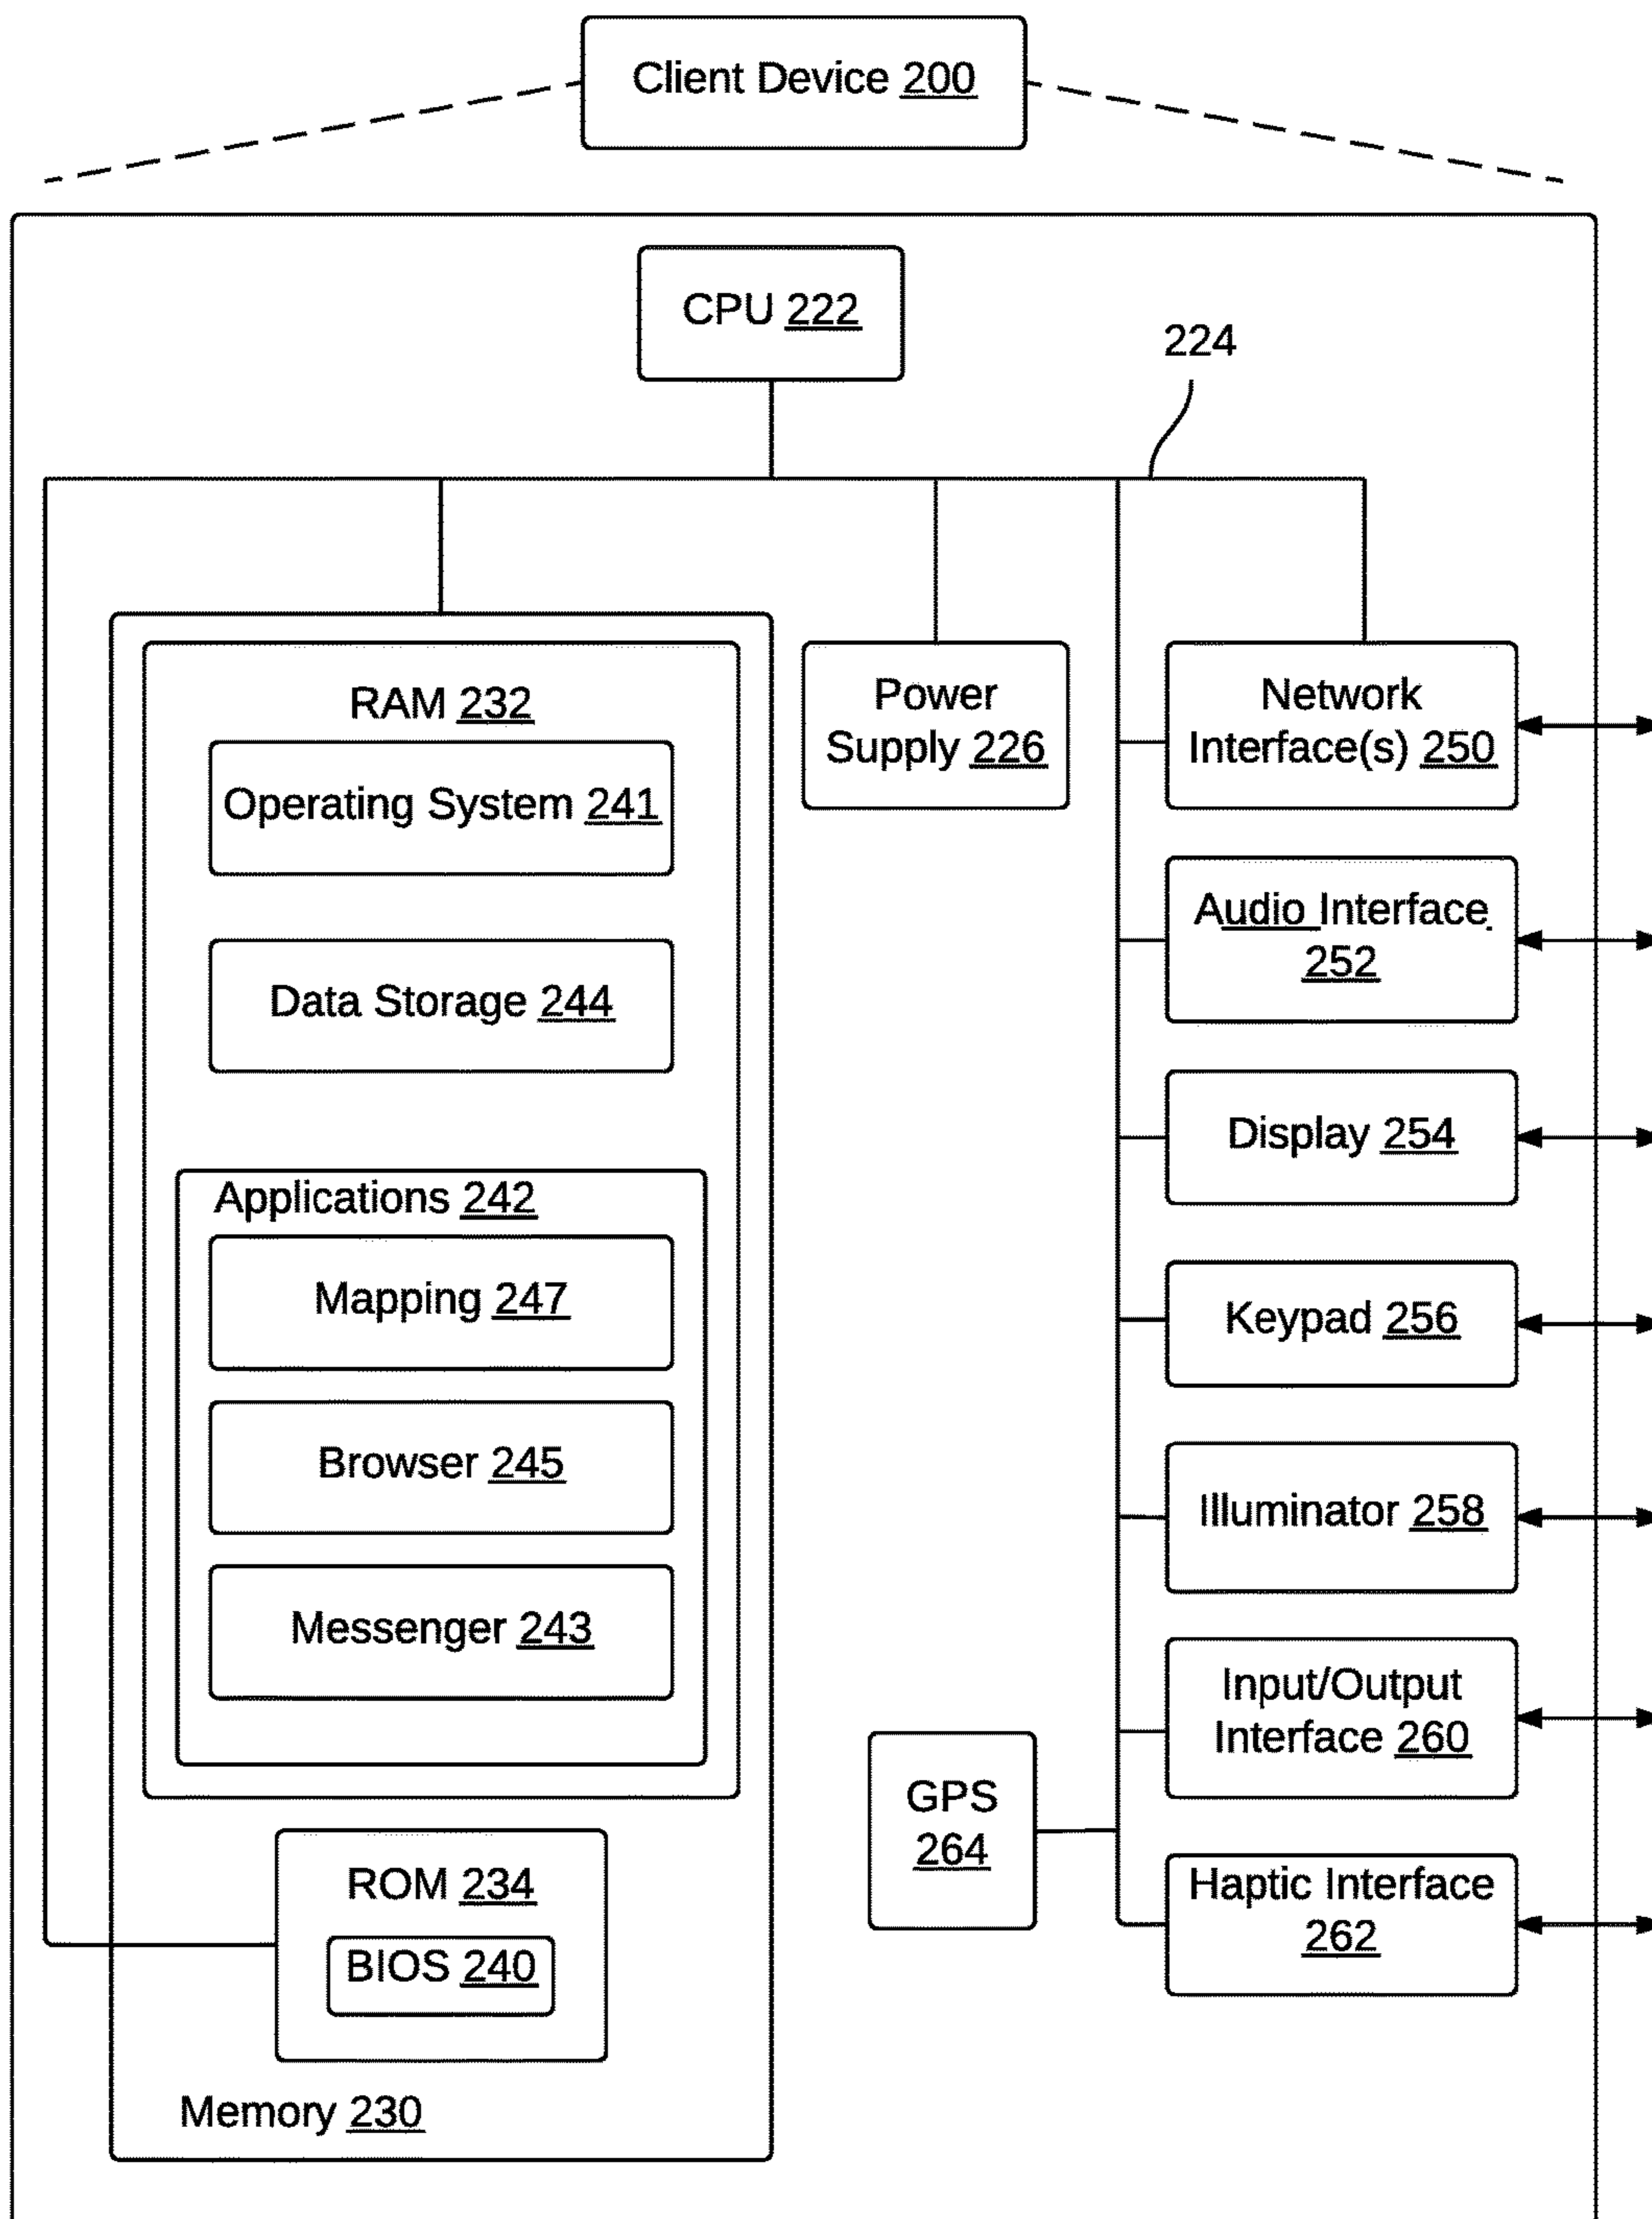 Client Device 200
CPU 222
224
RAM 232
Operating System 241
Data Storage 244
Applications 242
Mapping 247
Browser 245
Messenger 243
ROM 234
BIOS 240
Memory 230
Power
Supply 226
GPS
264
Network
Interface(s) 250
Audio Interface
252
Display 254
Keypad 256
Illuminator 258
Input/Output
Interface 260
Haptic Interface
262